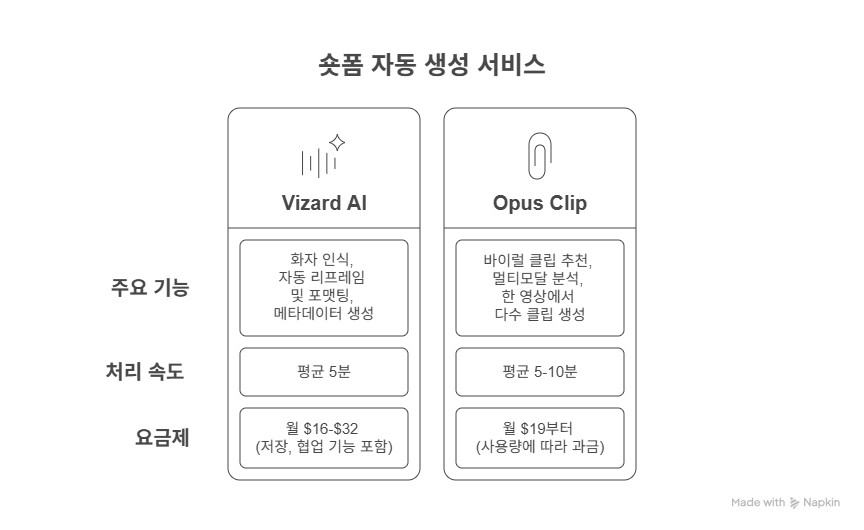 숏폼 자동 생성 서비스
Vizard AI
Opus Clip
주요 기능
화자 인식,
자동 리프레임
및 포맷팅,
메타데이터 생성
바이럴 클립 추천,
멀티모달 분석,
한 영상에서
다수 클립 생성
처리 속도
평균 5분
평균 5-10분
요금제
월 $16-$32
(저장, 협업 기능 포함)
월 $19부터
(사용량에 따라 과금)
Made with Napkin